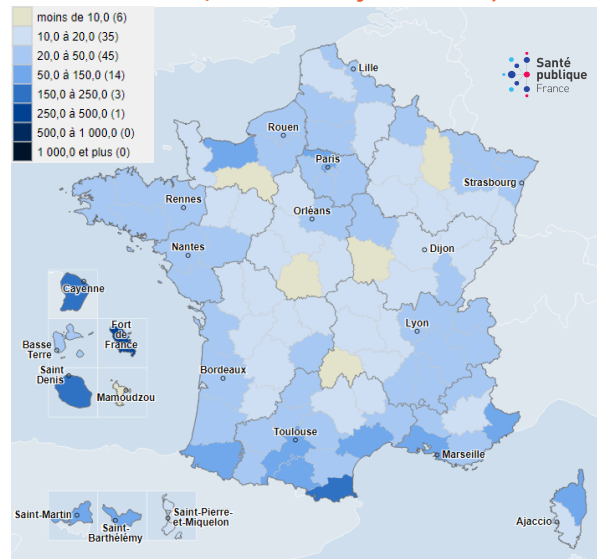 moins de 10,0 (6)
10,0 à 20,0 (35)
20,0 à 50,0 (45)
50,0 à 150,0 (14)
150,0 à 250,0 (3)
250,0 à 500,0 (1)
500,0 à 1 000,0 (0)
1 000,0 et plus (0)
Santé
publique
France
Lille
Rouen
Paris
Strasbourg
Rennes
Orléans
Nantes
Dijon
Cayenne
Lyon
Fort
de-
France
Basse
Terre
Saint
Denis
Bordeaux
Mamoudzou
Toulouse
Marseille
Saint-Martin
Saint-
Barthélémy
Saint-Pierre
et-Miquelon
Ajaccio